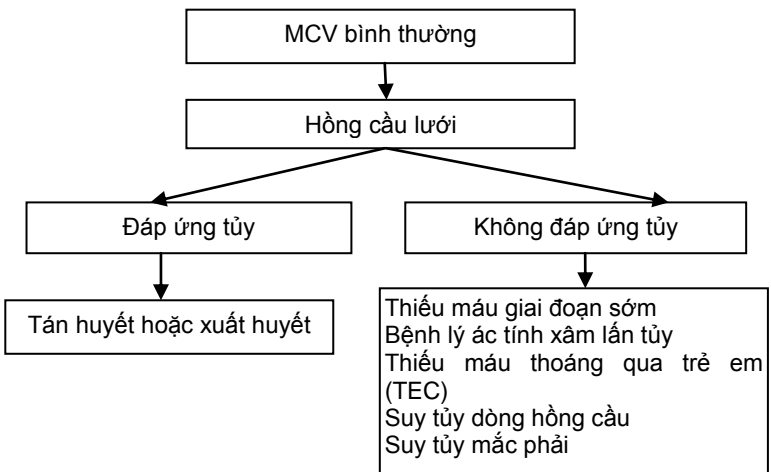 MCV bình thường
Hồng cầu lưới
Đáp ứng tủy
Không đáp ứng tủy
Tán huyết hoặc xuất huyết
Thiếu máu giai đoạn sớm
Bệnh lý ác tính xâm lấn tủy
Thiếu máu thoáng qua trẻ em
(TEC)
Suy tủy dòng hồng cầu
Suy tủy mắc phải